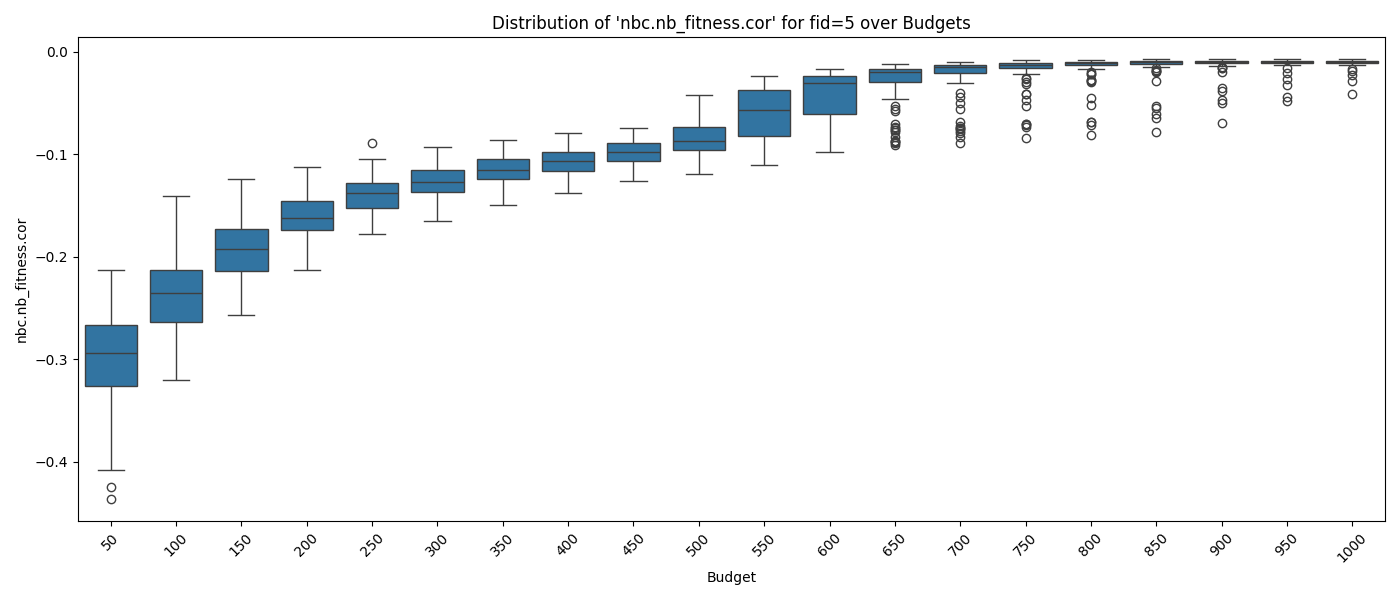 Distribution of 'nbc.nb_fitness.cor' for fid=5 over Budgets
nbc.nb_fitness.cor
0.0
−0.1
−0.2
−0.3
−0.4
50 100 150 200 250 300 350 400 450 500 550 600 650 700 750 800 850 900 950 1000
Budget